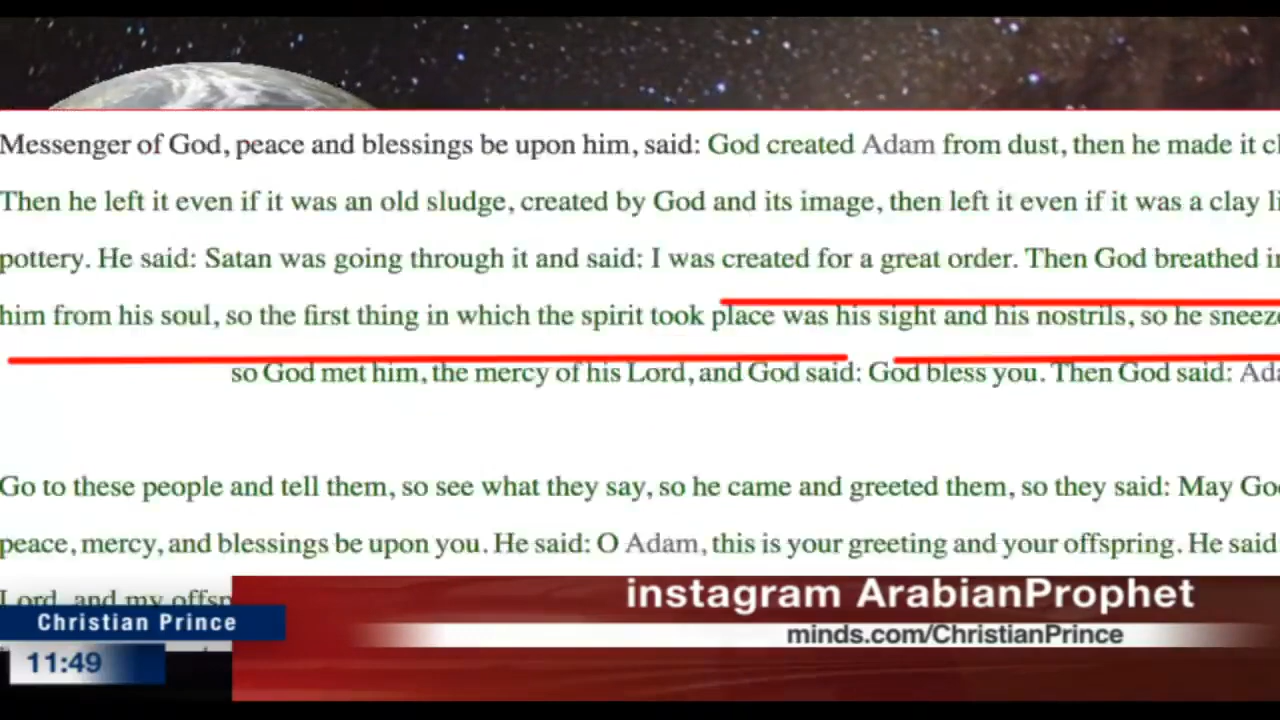 Messenger of God, peace and blessings be upon him, said: God created Adam from dust, then he made it
Then he left it even if it was an old sludge, created by God and its image, then left it even if it was a clay
pottery. He said: Satan was going through it and said: I was created for a great order. Then God breathed
him from his soul, so the first thing in which the spirit took place was his sight and his nostrils, so he
so God met him, the mercy of his Lord, and God said: God bless you. Then God said:
Go to these people and tell them, so see what they say, so he came and greeted them, so they said: May
peace, mercy, and blessings be upon you. He said: O Adam, this is your greeting and your offspring. He said
Lord, and my
instagram ArabianProphet
Christian Prince
minds.com/ChristianPrince
11:49